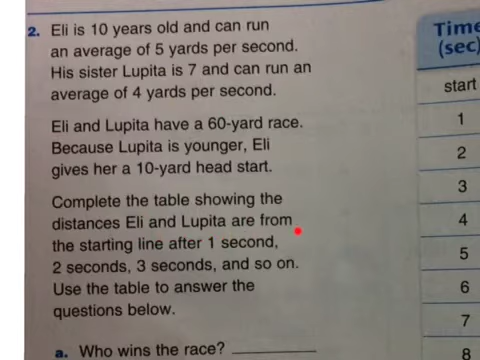 2. Eli is 10 years old and can run
an average of 5 yards per second.
His sister Lupita is 7 and can run an
average of 4 yards per second.
Eli and Lupita have a 60-yard race.
Because Lupita is younger, Eli
gives her a 10-yard head start.
Complete the table showing the
distances Eli and Lupita are from
the starting line after 1 second,
2 seconds, 3 seconds, and so on.
Use the table to answer the
questions below.
a. Who wins the race?
Time
(sec)
start
1
2
3
4
5
6
7
8